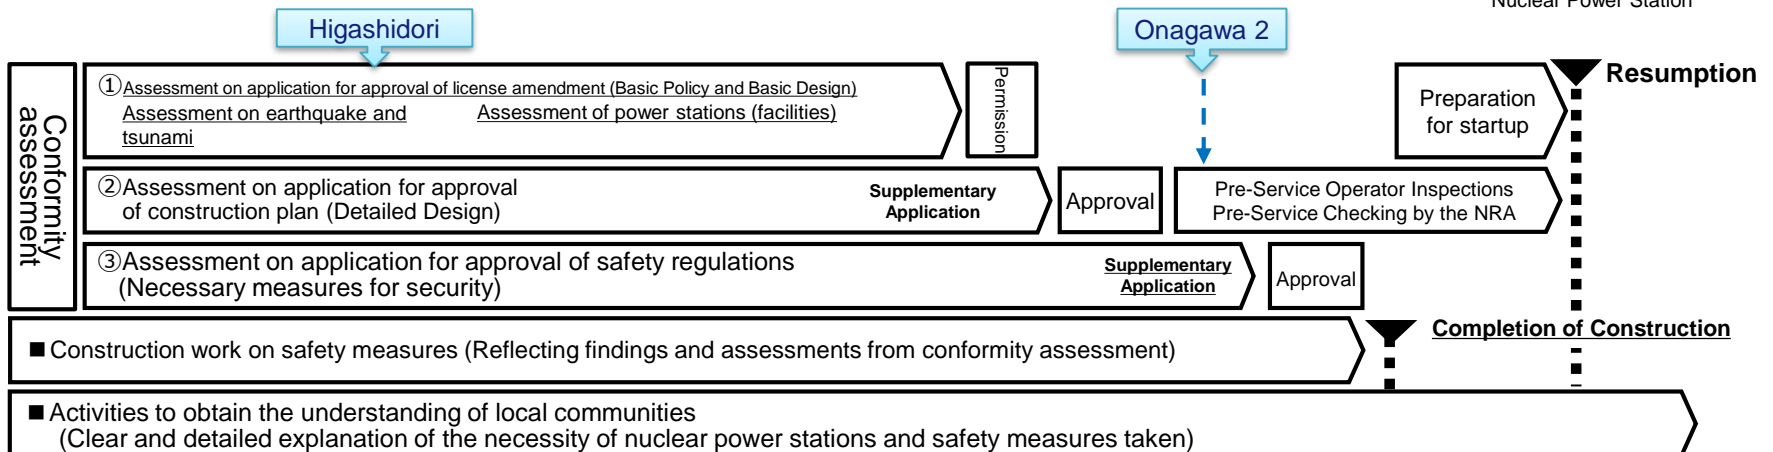 Nuclear Power Station
Higashidori
Onagawa 2
Conformity
assessment
①Assessment on application for approval of license amendment (Basic Policy and Basic Design)
Assessment on earthquake and
tsunami
Assessment of power stations (facilities)
Permission
Preparation
for startup
Resumption
②Assessment on application for approval
of construction plan (Detailed Design)
Supplementary
Application
Approval
Pre-Service Operator Inspections
Pre-Service Checking by the NRA
③Assessment on application for approval of safety regulations
(Necessary measures for security)
Supplementary
Application
Approval
■ Construction work on safety measures (Reflecting findings and assessments from conformity assessment)
Completion of Construction
■ Activities to obtain the understanding of local communities
(Clear and detailed explanation of the necessity of nuclear power stations and safety measures taken)